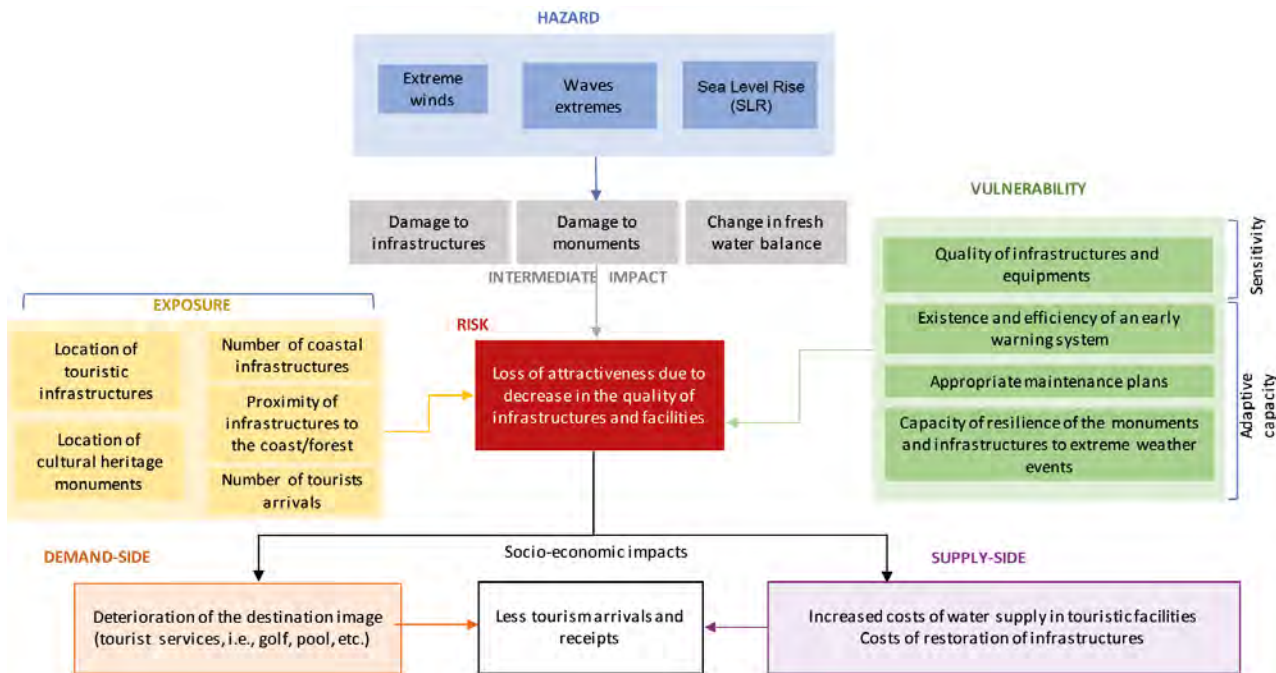 HAZARD
Extreme
winds
Waves
extremes
Sea Level Rise
(SLR)
Damage to
infrastructures
Damage to
monuments
Change in fresh
water balance
INTERMEDIATE IMPACT
VULNERABILITY
Quality of infrastructures and
equipments
Sensitivity
Existence and efficiency of an early
warning system
Appropriate maintenance plans
Capacity of resilience of the monuments
and infrastructures to extreme weather
events
Adaptive
capacity
EXPOSURE
Location of
touristic
infrastructures
Location of
cultural heritage
monuments
Number of coastal
infrastructures
Proximity of
infrastructures to
the coast/forest
Number of tourists
arrivals
RISK
Loss of attractiveness due to
decrease in the quality of
infrastructures and facilities
Socio-economic impacts
DEMAND-SIDE
Deterioration of the destination image
(tourist services, i.e., golf, pool, etc.)
Less tourism arrivals and
receipts
SUPPLY-SIDE
Increased costs of water supply in touristic facilities
Costs of restoration of infrastructures